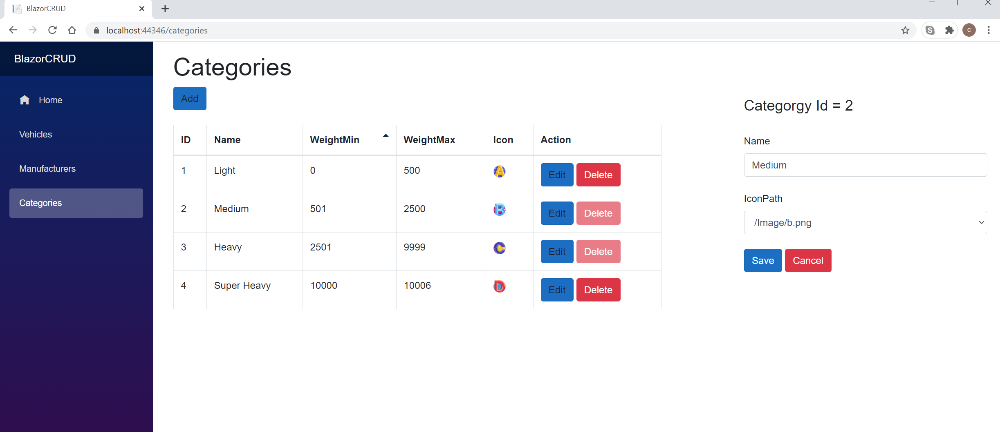 BlazorCRUD
localhost:44346/categories
S
c
BlazorCRUD
Home
Vehicles
Manufacturers
Categories
Categories
Add
ID Name WeightMin WeightMax Icon Action
1 Light 0 500 A Edit Delete
2 Medium 501 2500 B Edit Delete
3 Heavy 2501 9999 C Edit Delete
4 Super Heavy 10000 10006 D Edit Delete
Categorgy Id = 2
Name
Medium
IconPath
/Image/b.png
Save Cancel